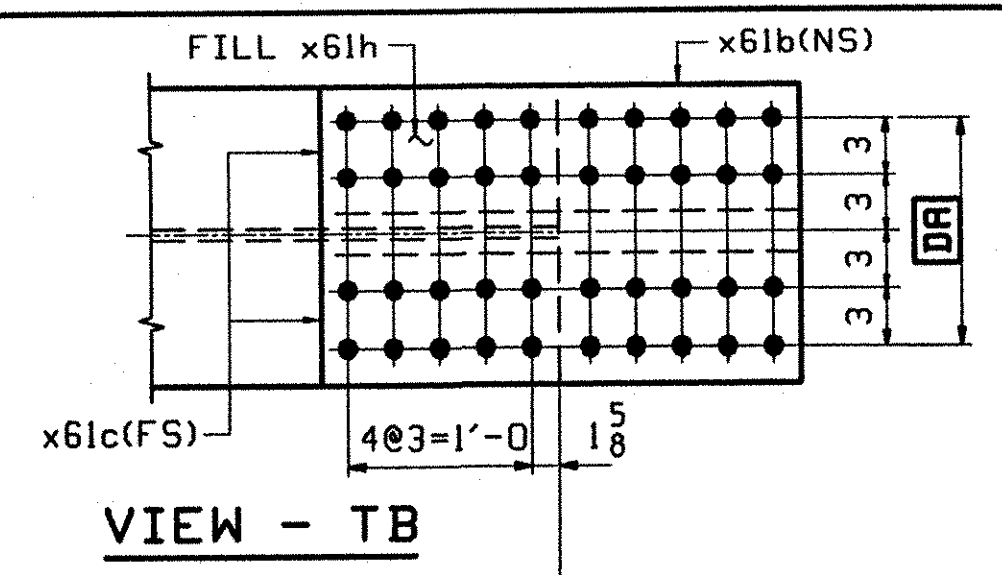 FILL x61h
x61b(NS)
3
3
DA
3
3
x61c(FS)
4@3=1'-0
1 5/8
VIEW - TB